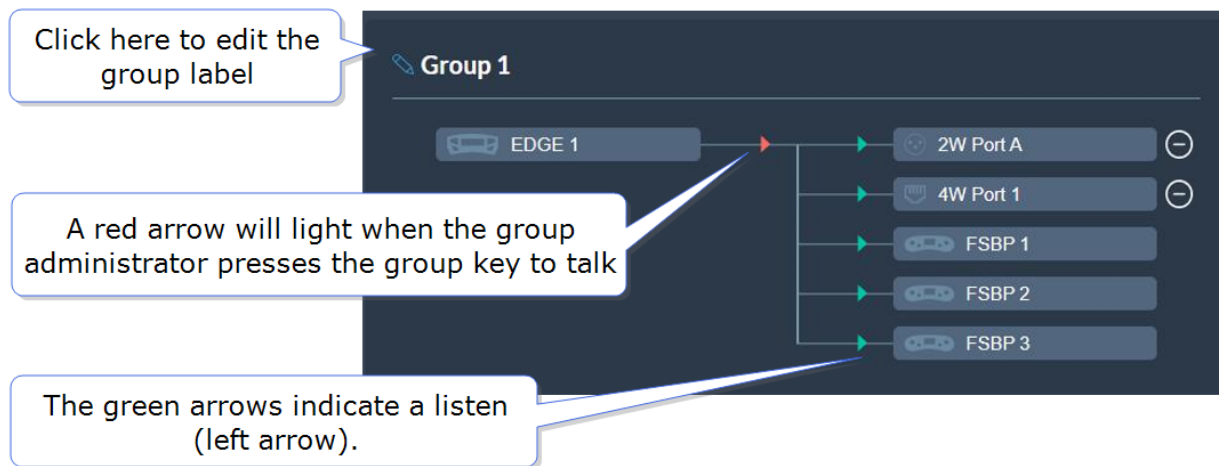 Click here to edit the
group label
Group 1
EDGE 1
2W Port A
4W Port 1
A red arrow will light when the group
administrator presses the group key to talk
FSBP 1
FSBP 2
FSBP 3
The green arrows indicate a listen
(left arrow).